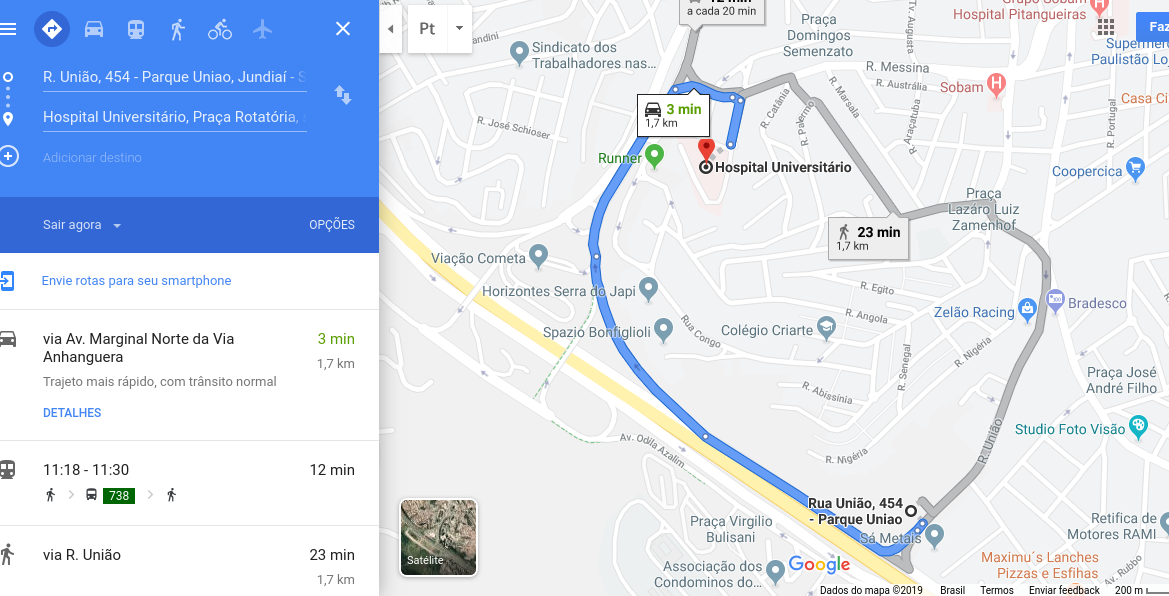 R. União, 454 - Parque Uniao, Jundiaí - S
Hospital Universitário, Praça Rotatória,
Adicionar destino
Sair agora
OPÇÕES
Envie rotas para seu smartphone
via Av. Marginal Norte da Via
Anhanguera
3 min
1,7 km
Trajeto mais rápido, com trânsito normal
DETALHES
11:18 - 11:30
12 min
738
via R. União
23 min
1,7 km
Pt
12 min
a cada 20 min
Praça
Domingos
Semenzato
Grupo Sobam
Hospital Pitangueiras
Faz
Sindicato dos
Trabalhadores nas...
R. Augusta
Supermer
Paulistão Loj
R. Messina
R. Austrália
Sobam
Casa Ci
3 min
1,7 km
R. Catânia
R. Marsala
R. Palermo
Araçatuba
R. Portugal
R. José Schioser
Runner
Hospital Universitário
Coopercica
Praça
Lazaro Luiz
Zamenhof
23 min
1,7 km
Viação Cometa
Horizontes Serra do Japi
R. Egito
R. Angola
Zelão Racing
Bradesco
Spazio Bonfiglioli
Rua Congo
Colégio Criarte
R. Senegal
R. Nigéria
Praça José
André Filho
R. Abissínia
Studio Foto Visão
R. União
Av. Odila Azalim
R. Nigéria
Rua União, 454
- Parque Uniao
Praça Virgilio
Bulisani
Sá Metais
Retifica de
Motores RAMI
Satélite
Google
Associação dos
Condominos do...
Maximu´s Lanches
Pizzas e Esfihas
R. Rubbo
Dados do mapa ©2019
Brasil
Termos
Enviar feedback
200 m